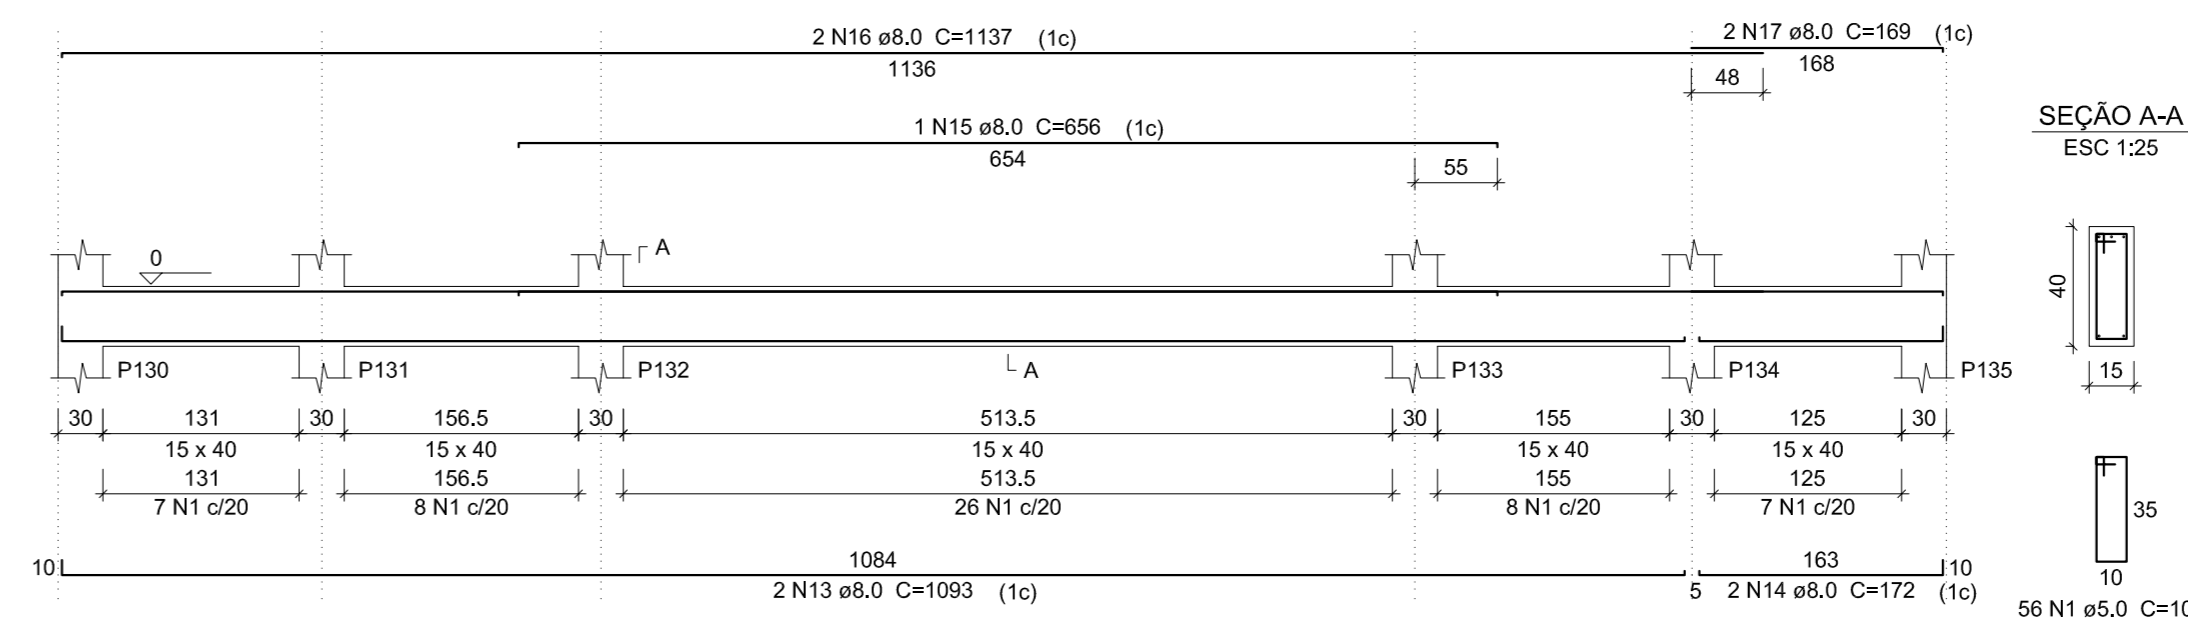 2 N16 ø8.0 C=1137 (1c)
1136
2 N17 ø8.0 C=169 (1c)
168
48
1 N15 ø8.0 C=656 (1c)
654
55
SEÇÃO A-A
ESC 1:25
0
A
40
15
P130
P131
P132
A
P133
P134
P135
30 131 30 156.5 30 513.5 30 155 30 125 30
15 x 40 15 x 40 15 x 40 15 x 40 15 x 40
131 156.5 513.5 155 125
7 N1 c/20 8 N1 c/20 26 N1 c/20 8 N1 c/20 7 N1 c/20
35
10
56 N1 ø5.0
10 1084
2 N13 ø8.0 C=1093 (1c)
163 10
5 2 N14 ø8.0 C=172 (1c)